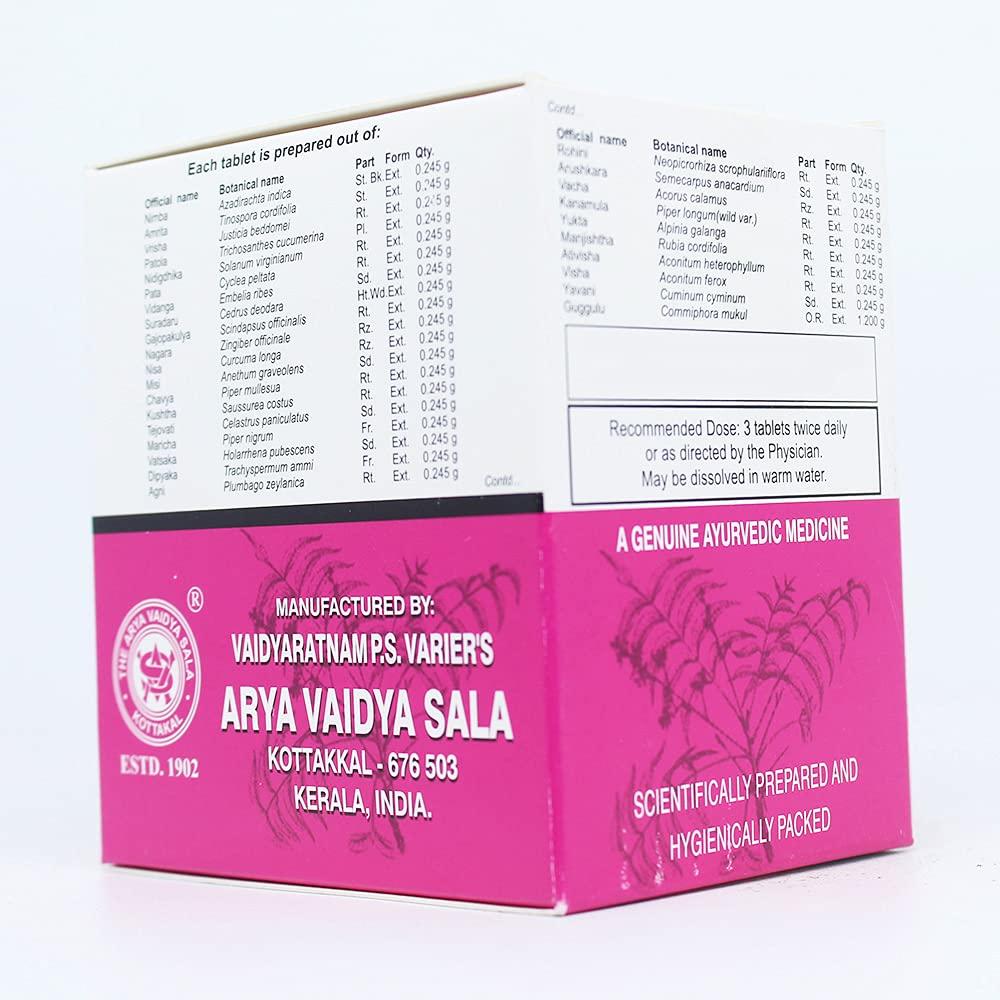 Each tablet is prepared out of:
Official name Botanical name Part Form Qty.
Nimba Azadirachta indica St. Bk. Ext. 0.245 g
Amrita Tinospora cordifolia St. Ext. 0.245 g
Vrisha Justicia beddomei Rt. Ext. 0.245 g
Patola Trichosanthes cucumerina Pl. Ext. 0.245 g
Nidigdhika Solanum virginianum Rt. Ext. 0.245 g
Pata Cyclea peltata Rt. Ext. 0.245 g
Vidanga Embelia ribes Sd. Ext. 0.245 g
Suradaru Cedrus deodara Ht.Wd. Ext. 0.245 g
Gajopakulya Scindapsus officinalis Rt. Ext. 0.245 g
Nagara Zingiber officinale Rz. Ext. 0.245 g
Nisa Curcuma longa Rz. Ext. 0.245 g
Misi Anethum graveolens Sd. Ext. 0.245 g
Chavya Piper mullesua Rt. Ext. 0.245 g
Kushtha Saussurea costus Rt. Ext. 0.245 g
Tejovati Celastrus paniculatus Sd. Ext. 0.245 g
Maricha Piper nigrum Fr. Ext. 0.245 g
Vatsaka Holarrhena pubescens Sd. Ext. 0.245 g
Dipyaka Trachyspermum ammi Fr. Ext. 0.245 g
Agni Plumbago zeylanica Rt. Ext. 0.245 g
Contd...
MANUFACTURED BY:
VAIDYARATNAM P.S. VARIER'S
ARYA VAIDYA SALA
KOTTAKKAL - 676 503
KERALA, INDIA.
THE ARYA VAIDYA SALA
KOTTAKAL
®
ESTD. 1902
Contd...
Official name Botanical name Part Form Qty.
Rohini Neopicrorhiza scrophulariiflora Rt. Ext. 0.245 g
Arushkara Semecarpus anacardium Sd. Ext. 0.245 g
Vacha Acorus calamus Rz. Ext. 0.245 g
Kanamula Piper longum(wild var.) Rt. Ext. 0.245 g
Yukta Alpinia galanga Rt. Ext. 0.245 g
Manjishtha Rubia cordifolia Rt. Ext. 0.245 g
Ativisha Aconitum heterophyllum Rt. Ext. 0.245 g
Visha Aconitum ferox Rt. Ext. 0.245 g
Yavani Cuminum cyminum Sd. Ext. 0.245 g
Guggulu Commiphora mukul O.R. Ext. 1.200 g
Recommended Dose: 3 tablets twice daily
or as directed by the Physician.
May be dissolved in warm water.
A GENUINE AYURVEDIC MEDICINE
SCIENTIFICALLY PREPARED AND
HYGIENICALLY PACKED